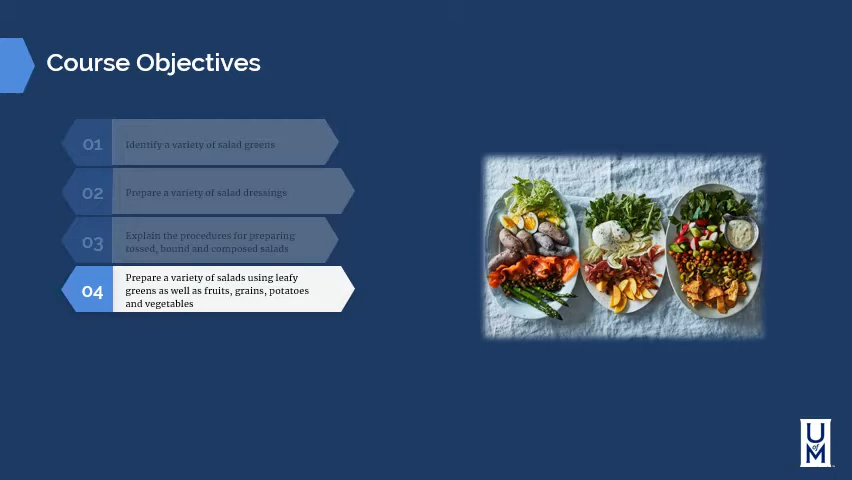 Course Objectives
01
Identify a variety of salad greens
02
Prepare a variety of salad dressings
03
Explain the procedures for preparing
tossed, bound and composed salads
04
Prepare a variety of salads using leafy
greens as well as fruits, grains, potatoes
and vegetables
U
of
M